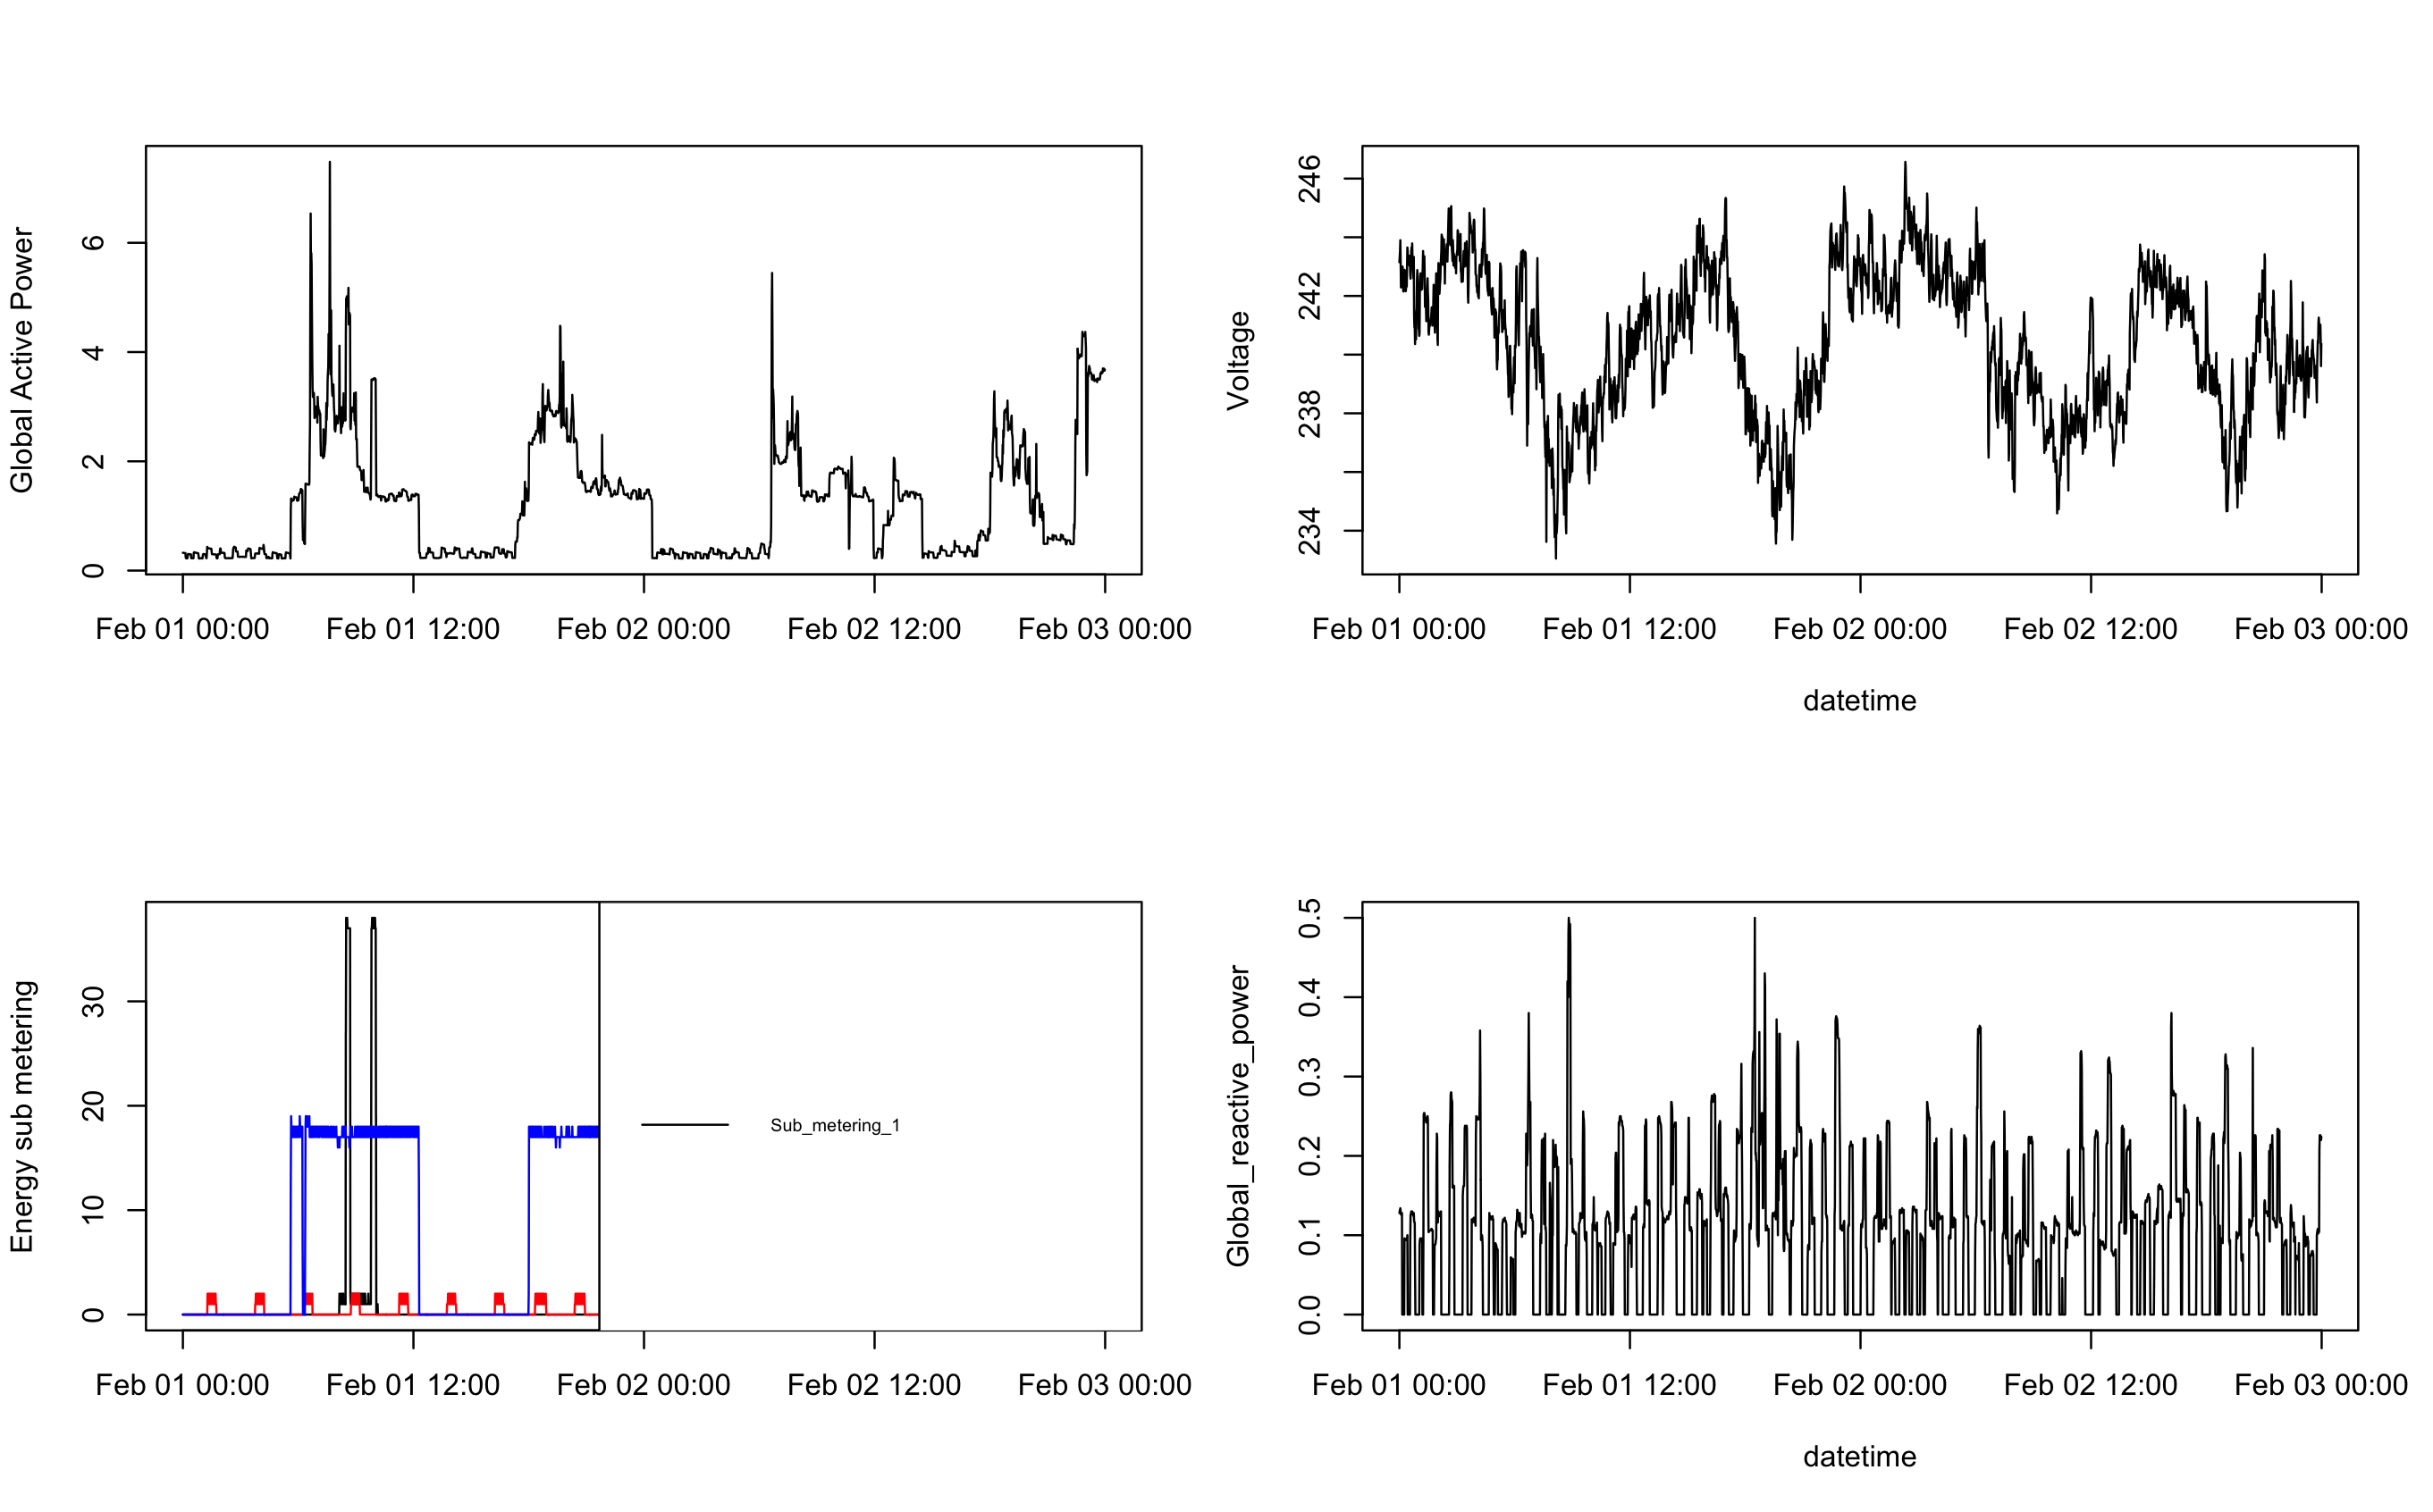 Global Active Power
0
2
4
6
Feb 01 00:00
Feb 01 12:00
Feb 02 00:00
Feb 02 12:00
Feb 03 00:00
Voltage
234
238
242
246
Feb 01 00:00
Feb 01 12:00
Feb 02 00:00
Feb 02 12:00
Feb 03 00:00
datetime
Energy sub metering
0
10
20
30
Sub_metering_1
Feb 01 00:00
Feb 01 12:00
Feb 02 00:00
Feb 02 12:00
Feb 03 00:00
Global_reactive_power
0.0
0.1
0.2
0.3
0.4
0.5
Feb 01 00:00
Feb 01 12:00
Feb 02 00:00
Feb 02 12:00
Feb 03 00:00
datetime